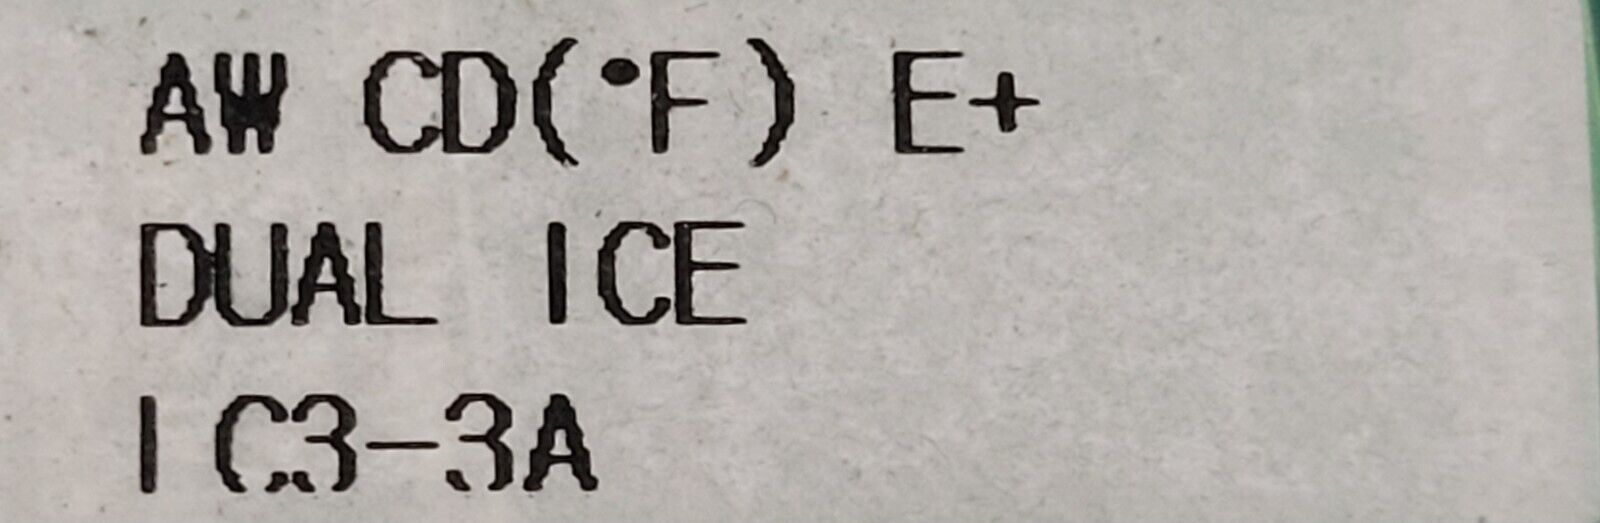 AW CD(°F) E+
DUAL ICE
IC3-3A